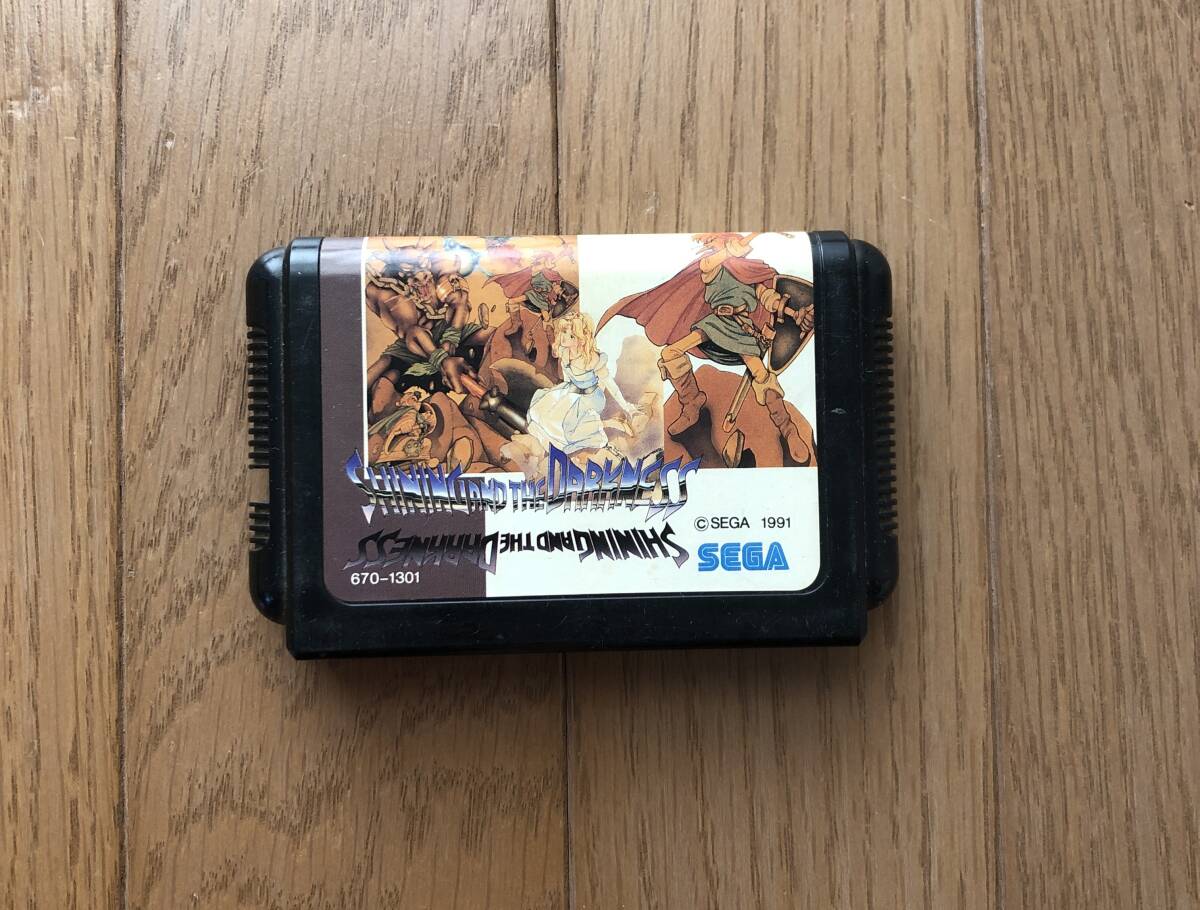 SHINING AND THE DARKNESS
SHINING AND THE DARKNESS
© SEGA 1991
SEGA
670-1301